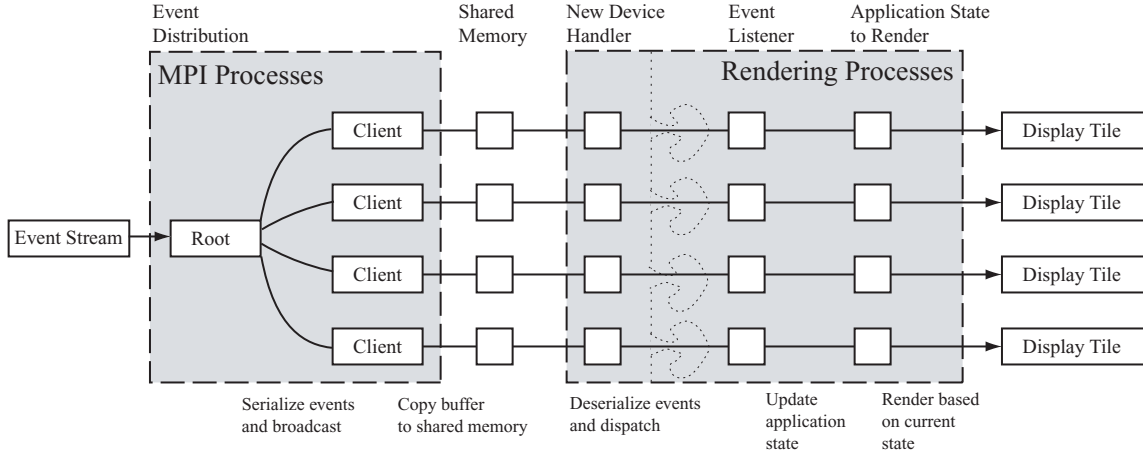 Event
Distribution
Shared
Memory
New Device
Handler
Event
Listener
Application State
to Render
MPI Processes
Rendering Processes
Client
Display Tile
Client
Display Tile
Event Stream
Root
Client
Display Tile
Client
Display Tile
Serialize events
and broadcast
Copy buffer
to shared memory
Deserialize events
and dispatch
Update
application
state
Render based
on current
state